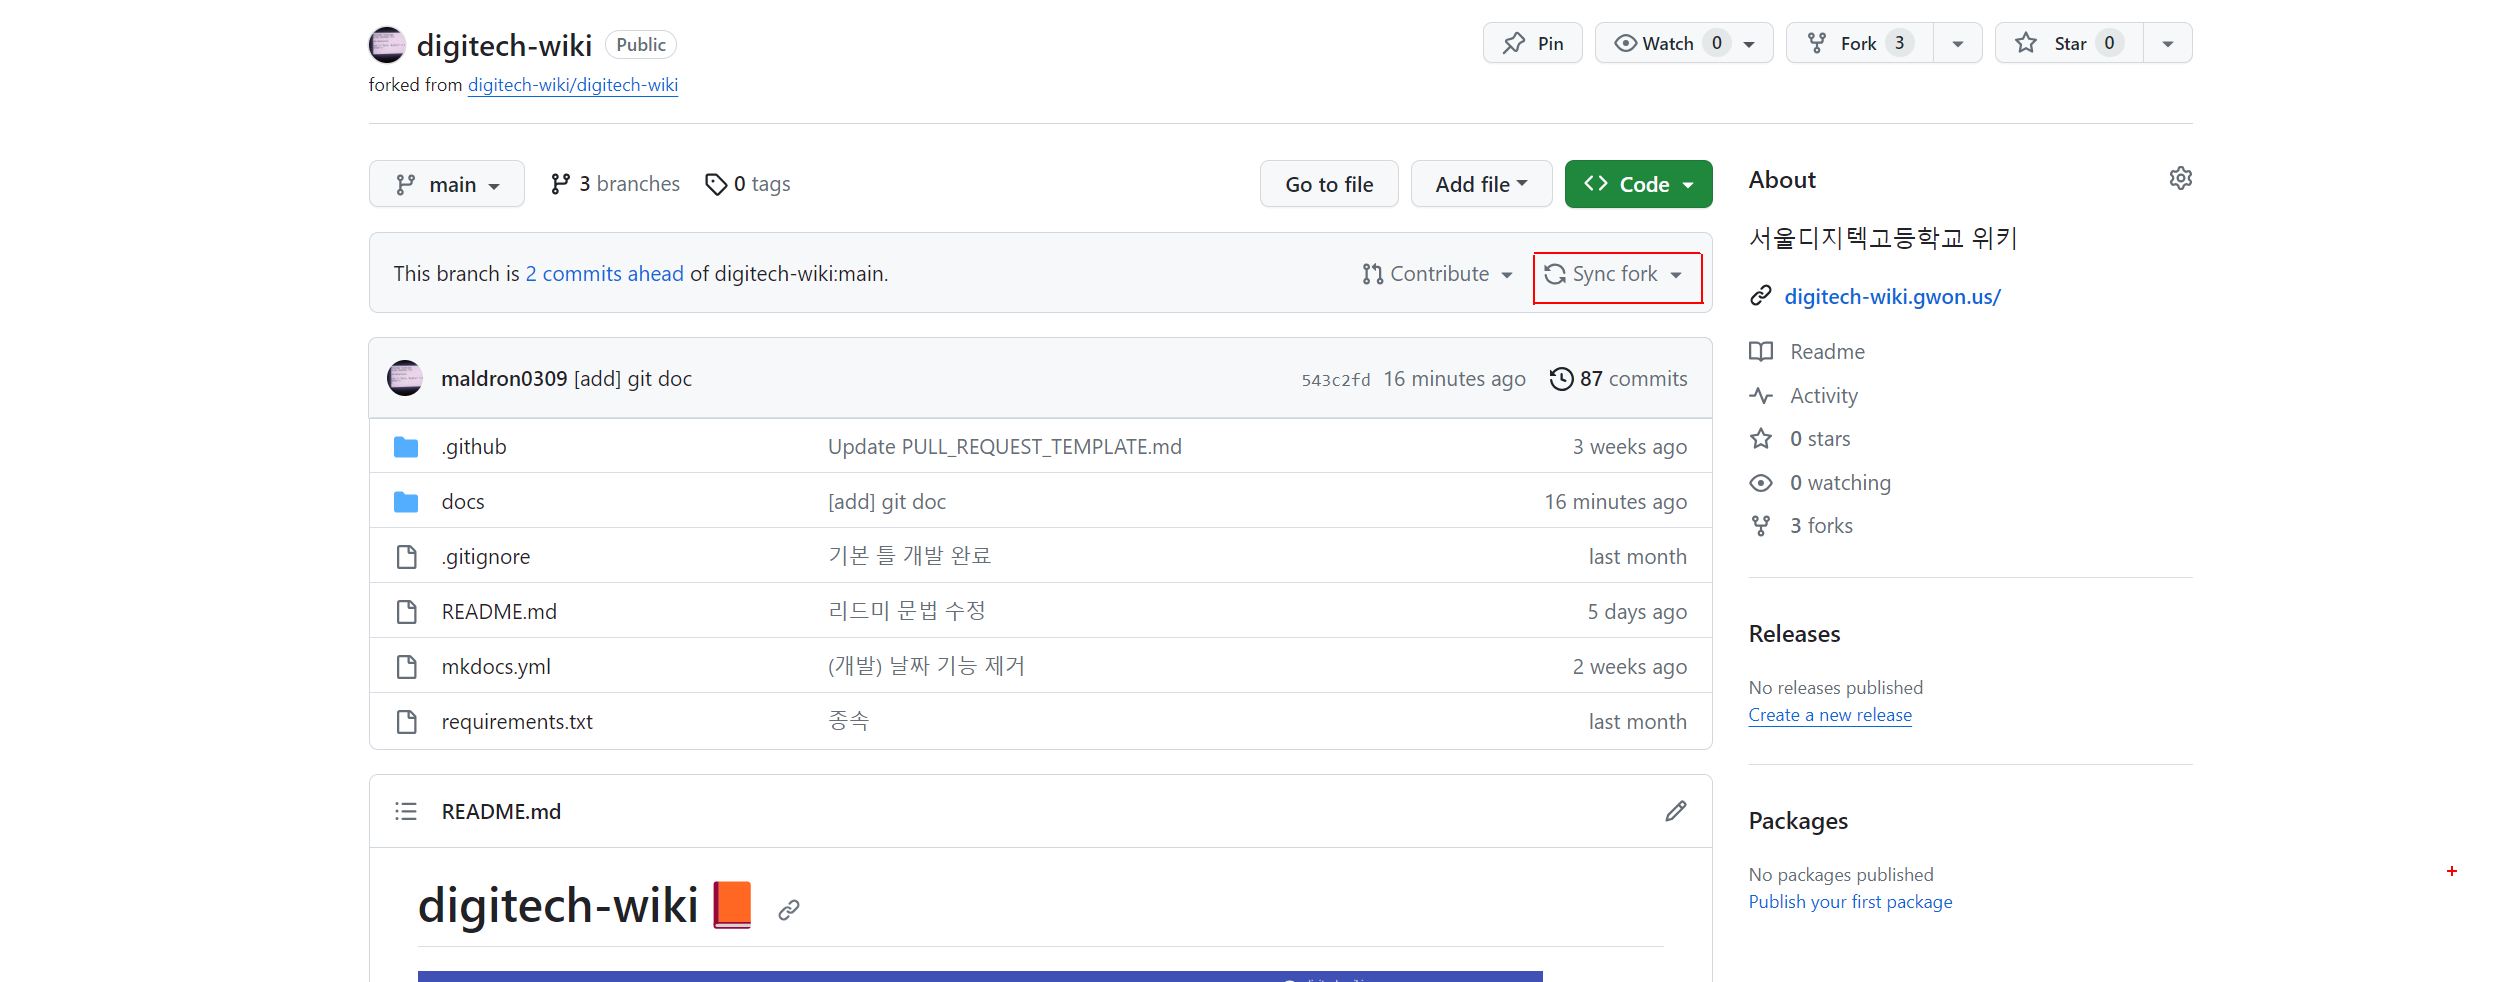 digitech-wiki Public Pin Watch 0 Fork 3 Star 0
forked from digitech-wiki/digitech-wiki
main 3 branches 0 tags Go to file Add file Code
This branch is 2 commits ahead of digitech-wiki:main. Contribute Sync fork
maldron0309 [add] git doc 543c2fd 16 minutes ago 87 commits
.github Update PULL_REQUEST_TEMPLATE.md 3 weeks ago
docs [add] git doc 16 minutes ago
.gitignore 기본 틀 개발 완료 last month
README.md 리드미 문법 수정 5 days ago
mkdocs.yml (개발) 날짜 기능 제거 2 weeks ago
requirements.txt 종속 last month
README.md
digitech-wiki
About
서울디지텍고등학교 위키
digitech-wiki.gwon.us/
Readme
Activity
0 stars
0 watching
3 forks
Releases
No releases published
Create a new release
Packages
No packages published
Publish your first package